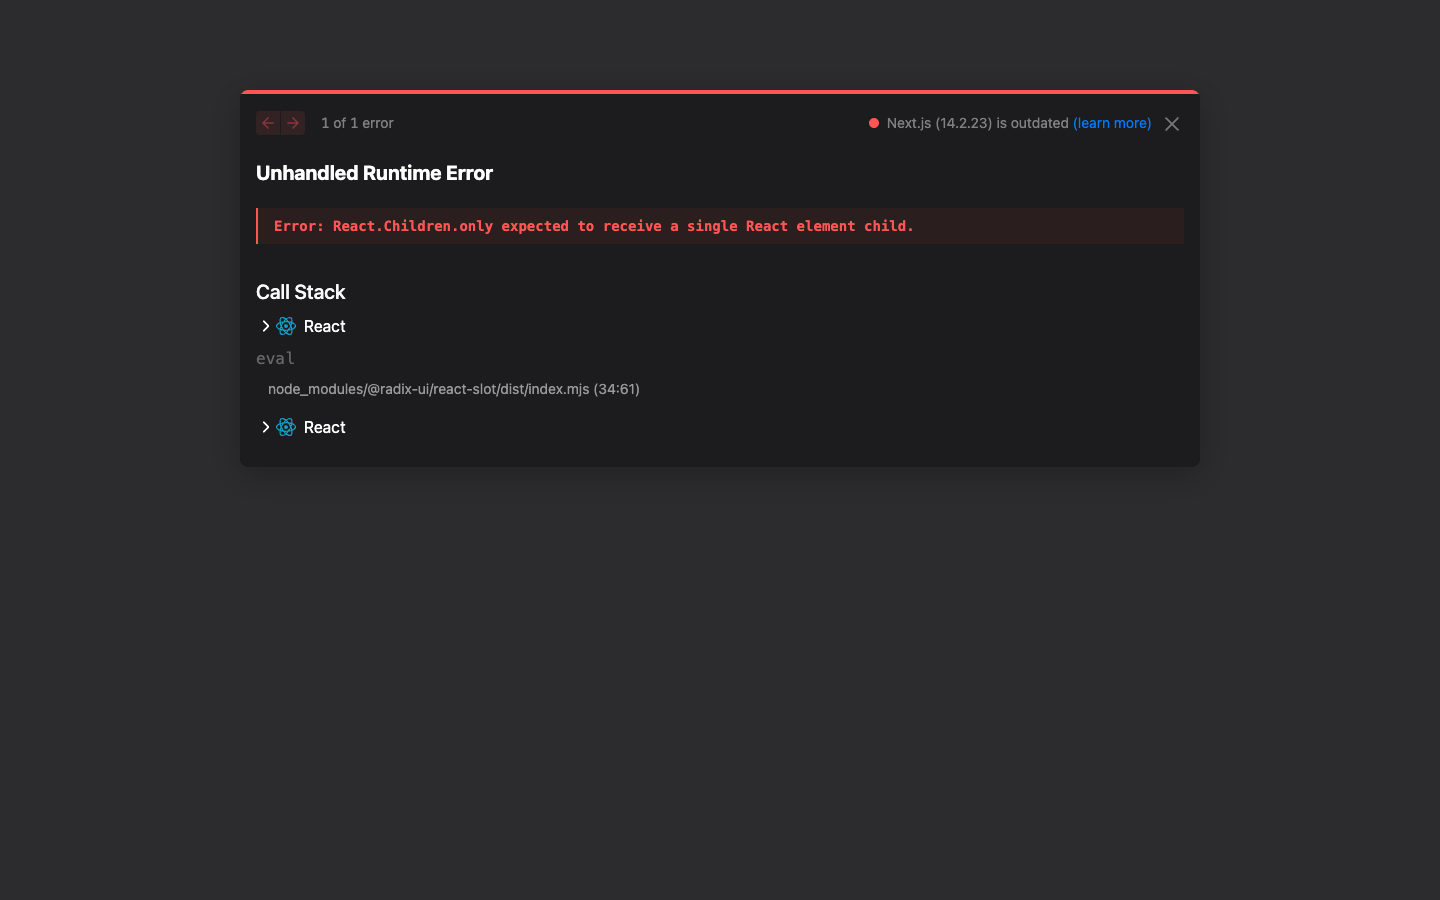 1 of 1 error
Next.js (14.2.23) is outdated (learn more)
Unhandled Runtime Error
Error: React.Children.only expected to receive a single React element child.
Call Stack
React
eval
node_modules/@radix-ui/react-slot/dist/index.mjs (34:61)
React